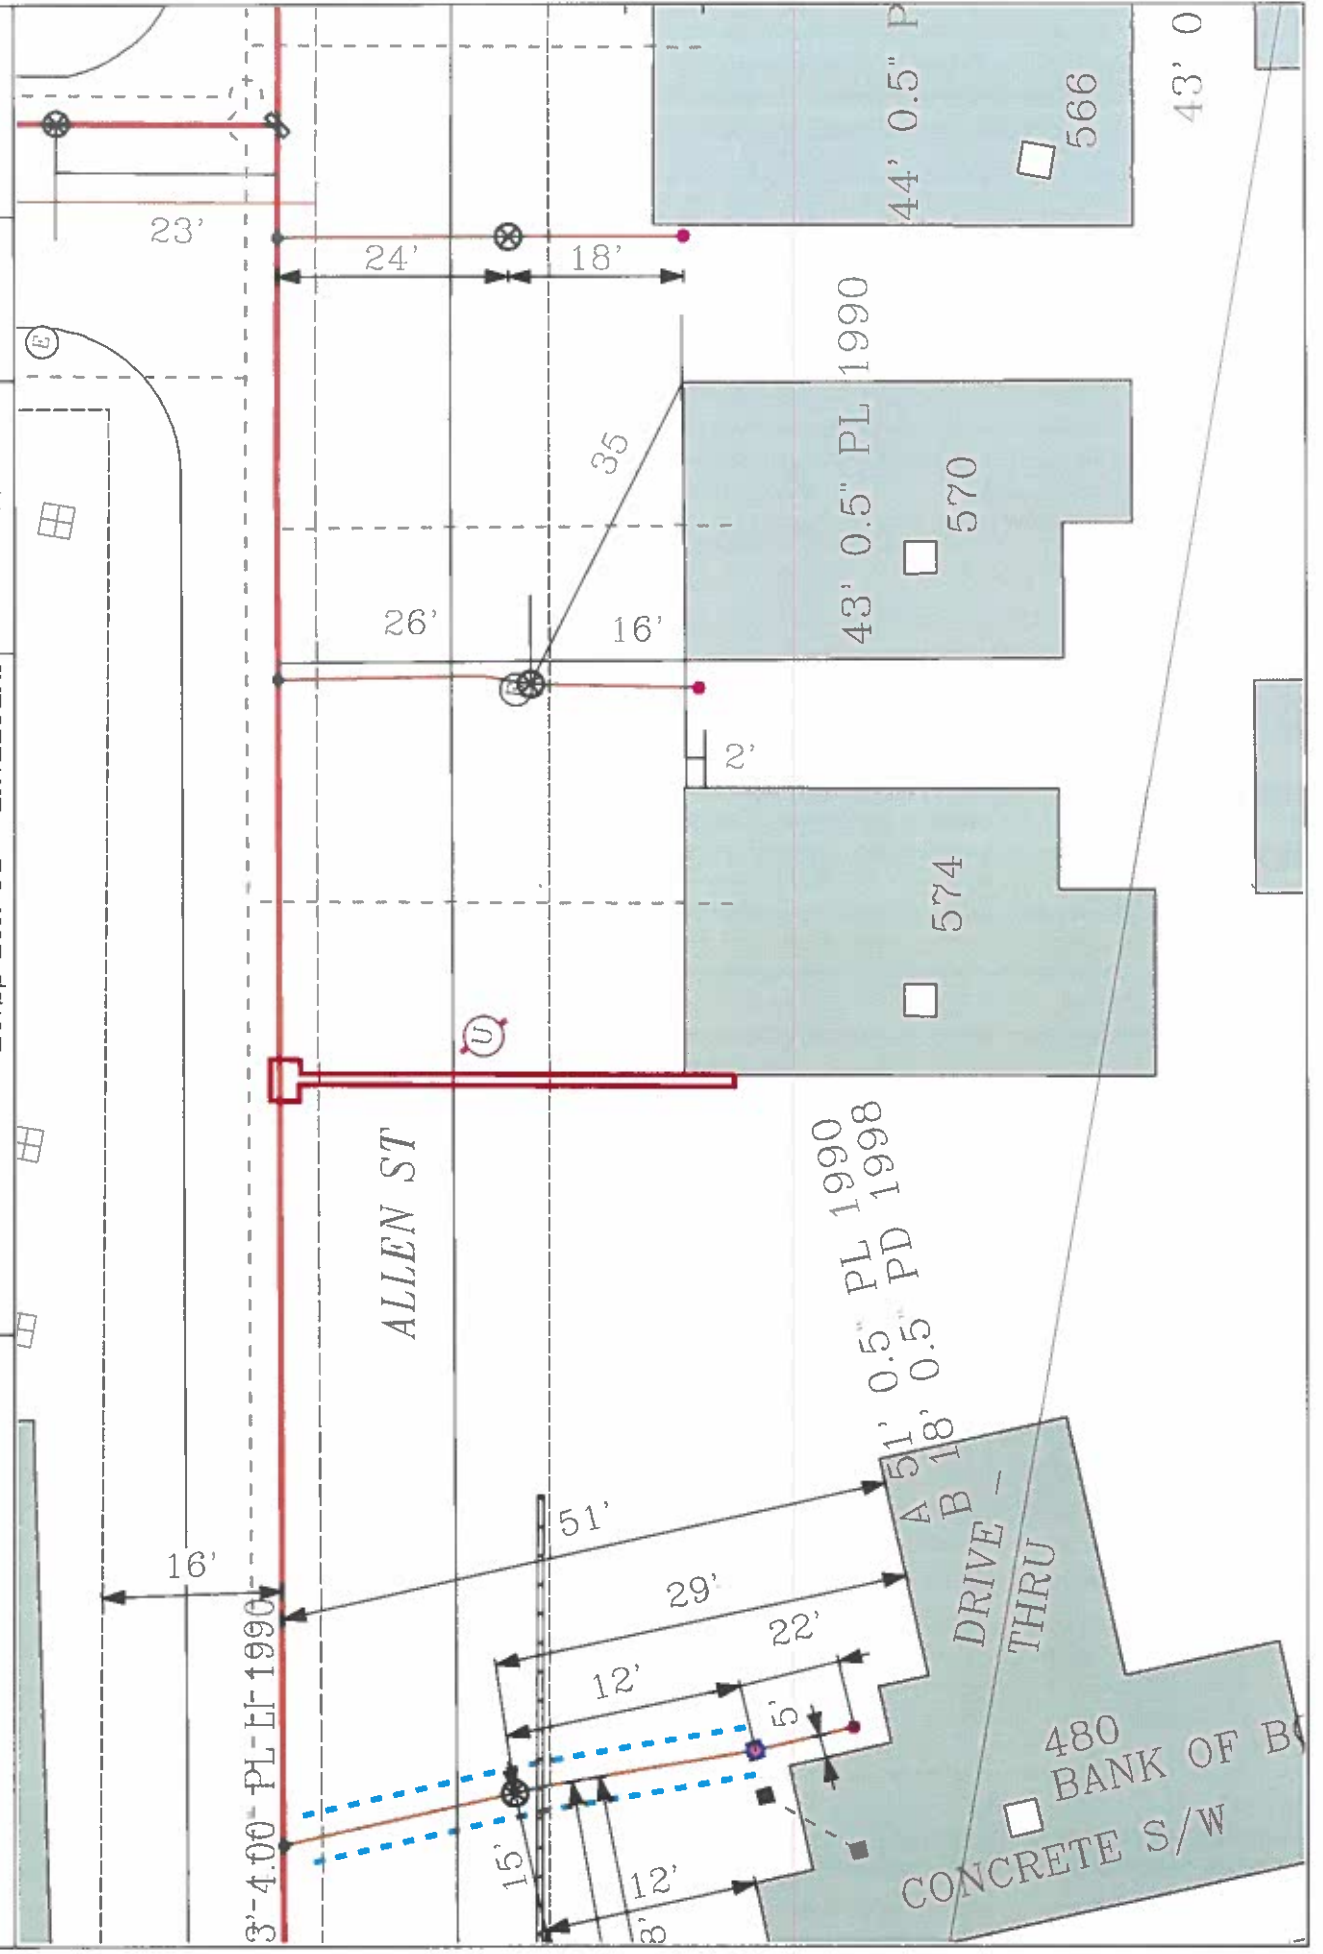 43' 0
44' 0.5" P
566
E
23'
24'
18'
43' 0.5" PL 1990
35
570
26'
16'
2'
574
U
ALLEN ST
A 51' 0.5" PL 1990
B 18' 0.5" PD 1998
51'
16'
29'
22'
DRIVE -
THRU
12'
5'
480
BANK OF B
CONCRETE S/W
3'-4.00-PL-LI-1990
15'
12'
8'